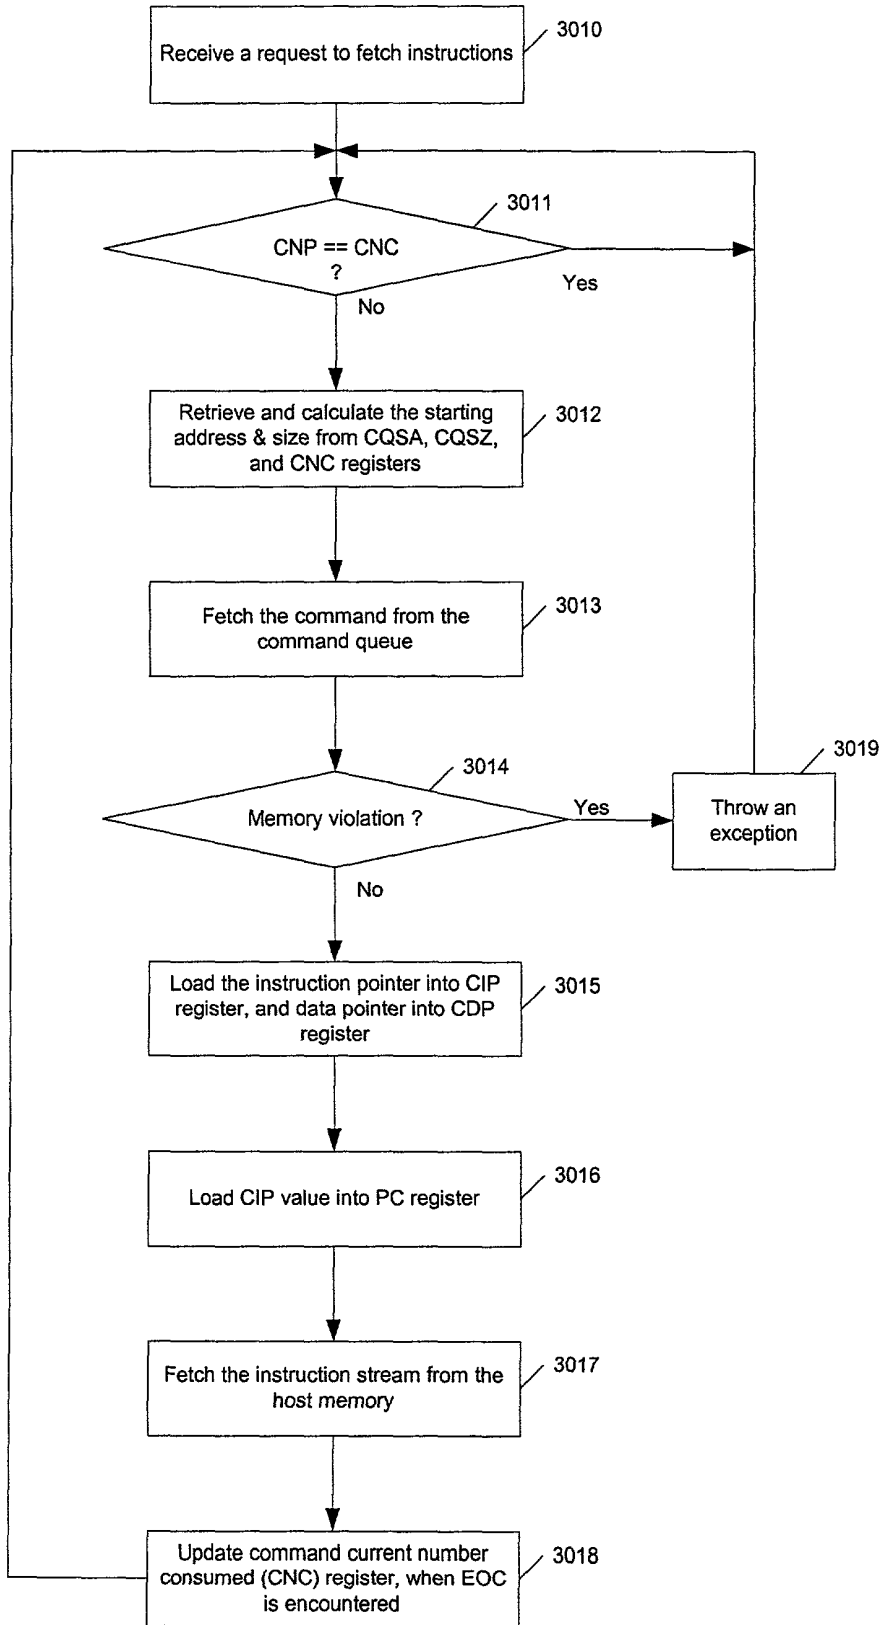 Receive a request to fetch instructions
3010
3011
CNP == CNC
?
Yes
No
Retrieve and calculate the starting
address & size from CQSA, CQSZ,
and CNC registers
3012
Fetch the command from the
command queue
3013
3014
Memory violation ?
Yes
No
3019
Throw an
exception
Load the instruction pointer into CIP
register, and data pointer into CDP
register
3015
Load CIP value into PC register
3016
Fetch the instruction stream from the
host memory
3017
Update command current number
consumed (CNC) register, when EOC
is encountered
3018